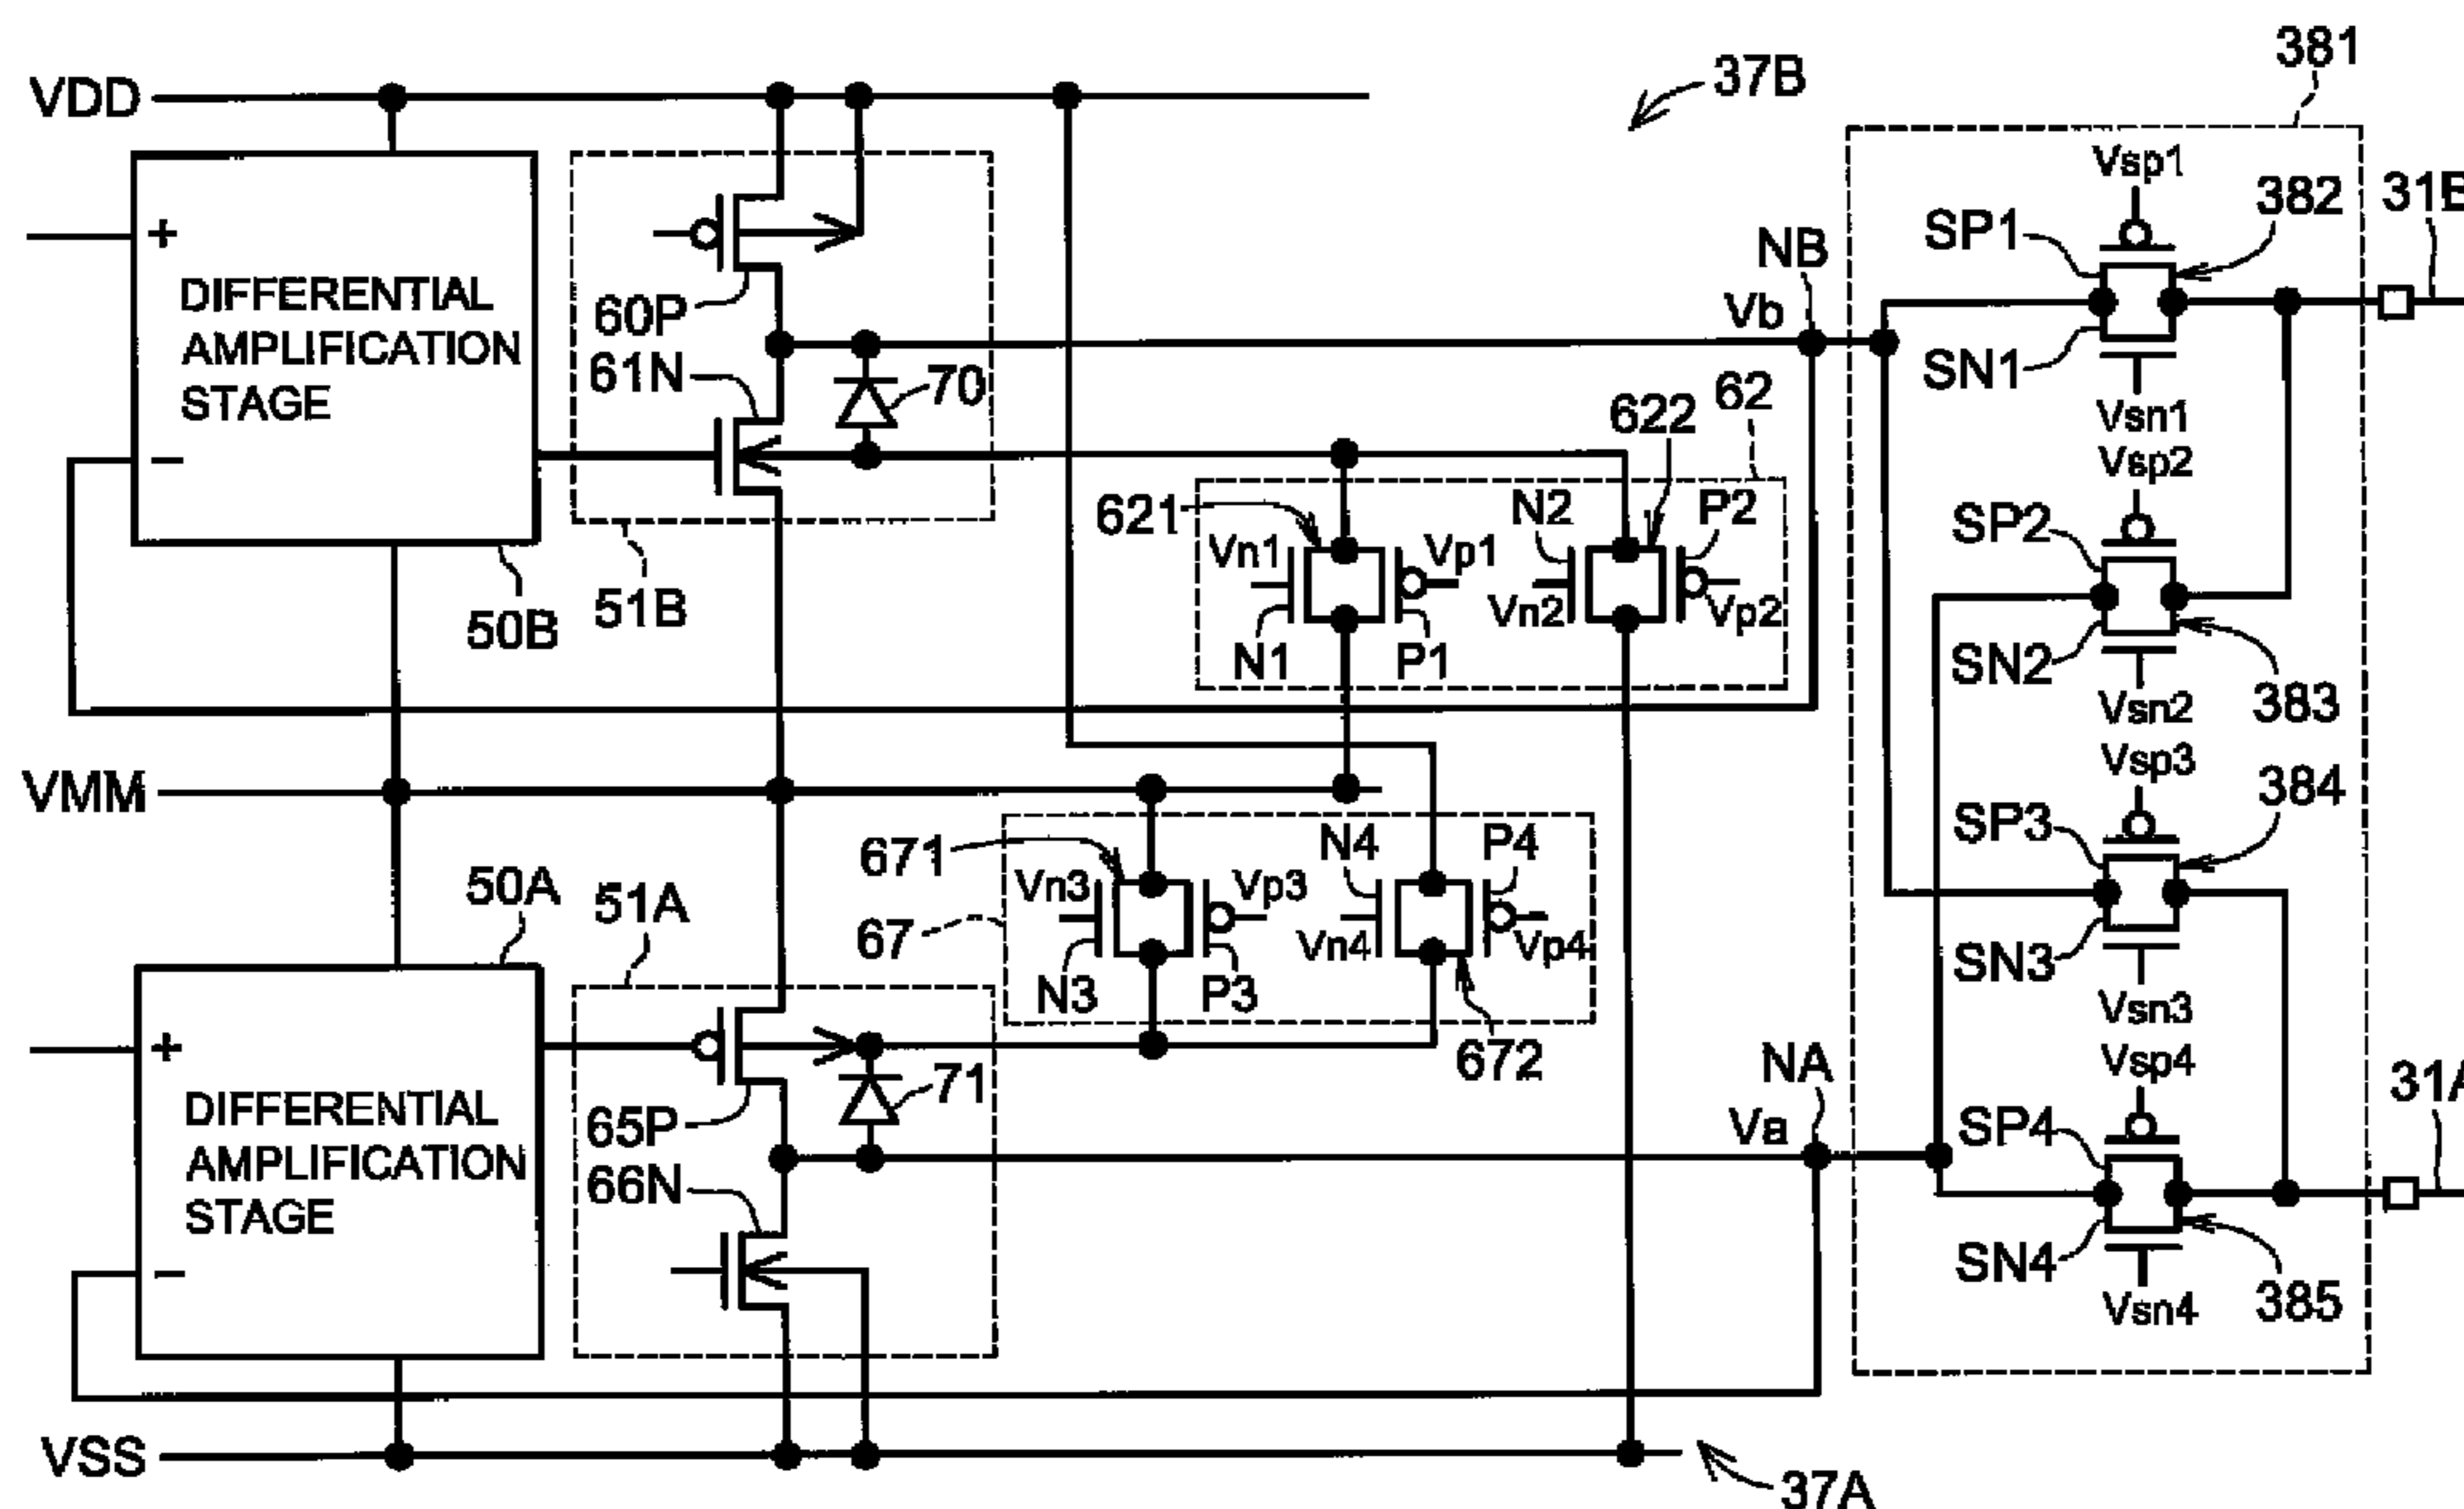 381
VDD
37B
Vsp1
382
31B
SP1
NB
Vb
+
DIFFERENTIAL
AMPLIFICATION
STAGE
−
60P
61N
70
SN1
Vsn1
62
622
Vsp2
621
Vn1
Vp1
N2
P2
SP2
Vn2
Vp2
50B
51B
N1
P1
SN2
Vsn2
383
VMM
Vsp3
384
SP3
671
N4
P4
Vn3
Vp3
50A
51A
67
Vn4
Vp4
SN3
N3
P3
Vsn3
672
+
DIFFERENTIAL
AMPLIFICATION
STAGE
−
71
65P
66N
NA
Va
Vsp4
31A
SP4
SN4
Vsn4
385
VSS
37A